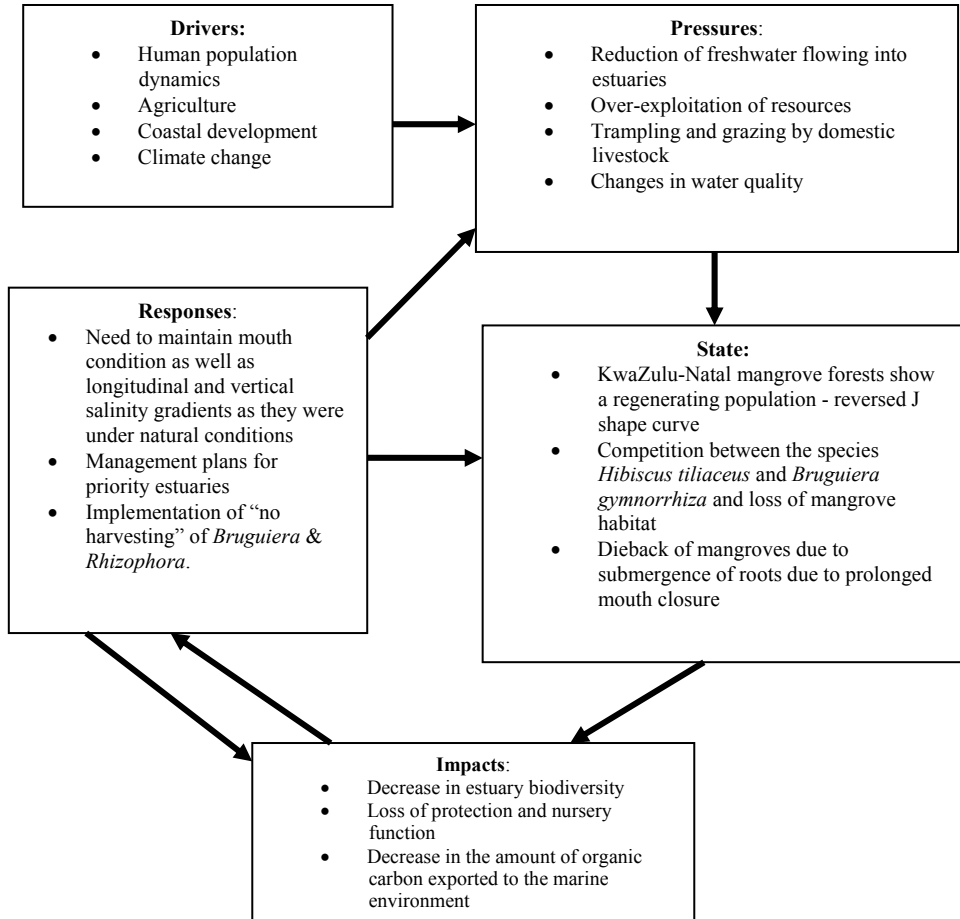 Drivers:
• Human population
dynamics
• Agriculture
• Coastal development
• Climate change
Pressures:
• Reduction of freshwater flowing into
estuaries
• Over-exploitation of resources
• Trampling and grazing by domestic
livestock
• Changes in water quality
Responses:
• Need to maintain mouth
condition as well as
longitudinal and vertical
salinity gradients as they were
under natural conditions
• Management plans for
priority estuaries
• Implementation of “no
harvesting” of Bruguiera &
Rhizophora.
State:
• KwaZulu-Natal mangrove forests show
a regenerating population - reversed J
shape curve
• Competition between the species
Hibiscus tiliaceus and Bruguiera
gymnorrhiza and loss of mangrove
habitat
• Dieback of mangroves due to
submergence of roots due to prolonged
mouth closure
Impacts:
• Decrease in estuary biodiversity
• Loss of protection and nursery
function
• Decrease in the amount of organic
carbon exported to the marine
environment